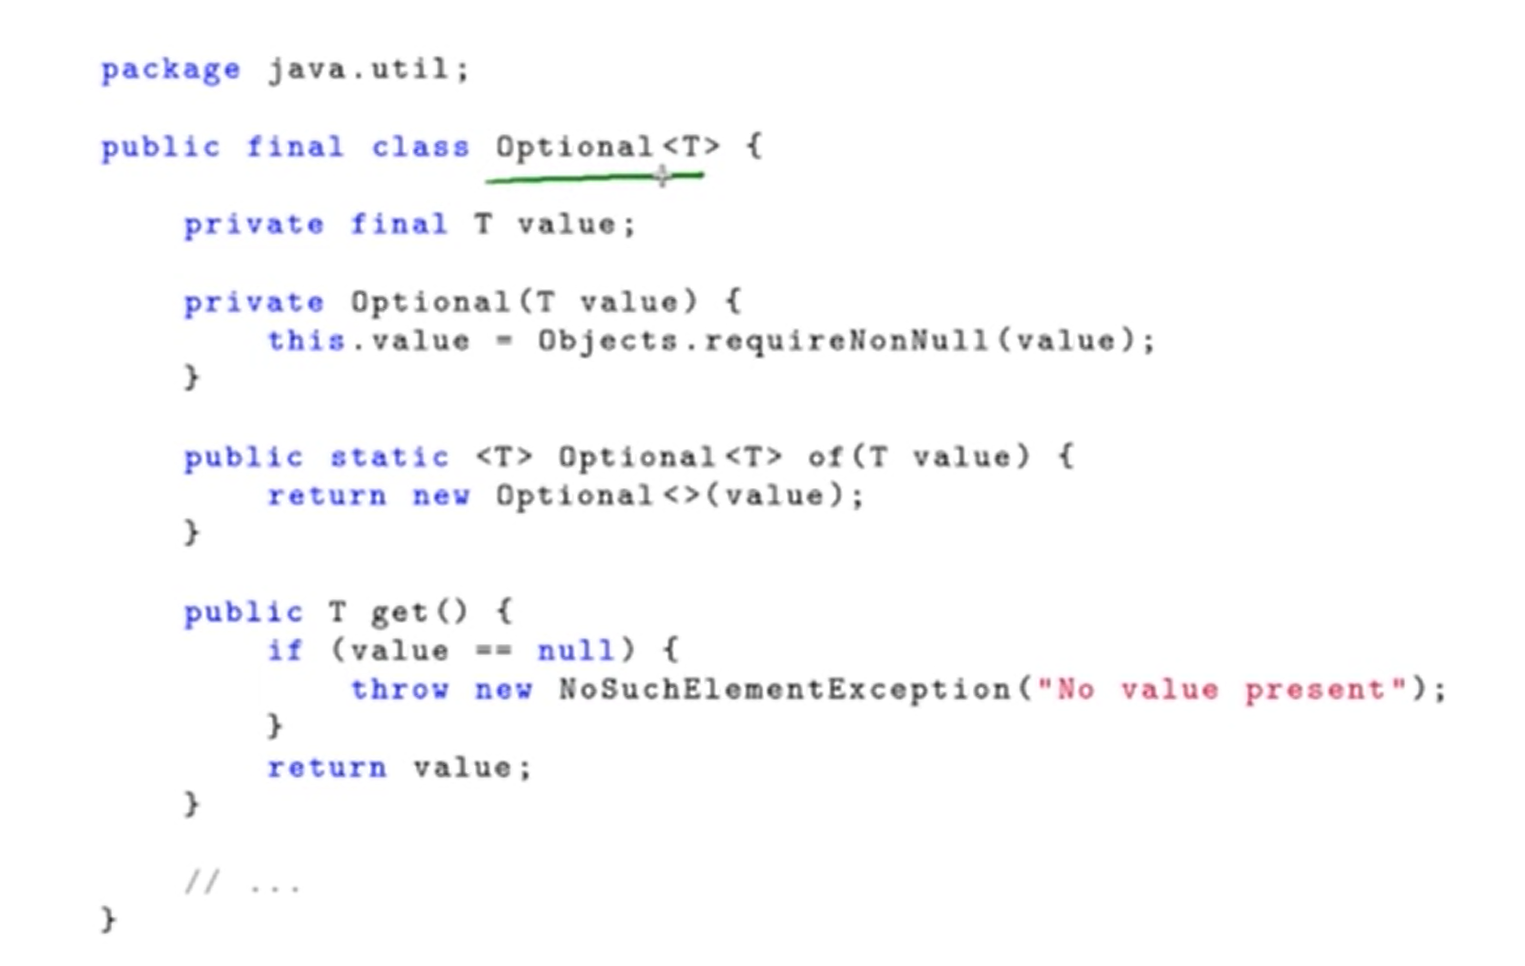 package java.util;
public final class Optional<T> {
private final T value;
private Optional(T value) {
this.value = Objects.requireNonNull(value);
}
public static <T> Optional<T> of(T value) {
return new Optional<>(value);
}
public T get() {
if (value == null) {
throw new NoSuchElementException("No value present");
}
return value;
}
// ...
}